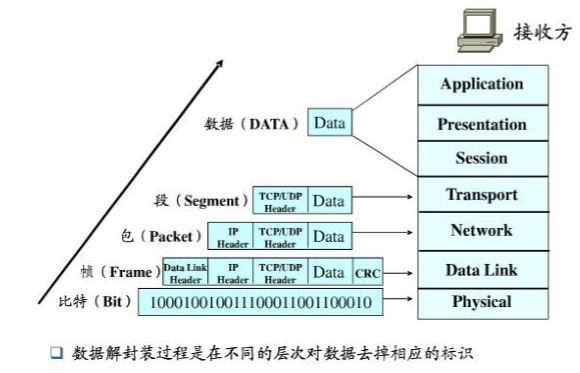 接收方
Application
数据（DATA） Data
Presentation
Session
段（Segment） TCP/UDP Header Data
Transport
包（Packet） IP Header TCP/UDP Header Data
Network
帧（Frame） Data Link Header IP Header TCP/UDP Header Data CRC
Data Link
比特（Bit） 100010010011100011001100010
Physical
数据解封装过程是在不同的层次对数据去掉相应的标识